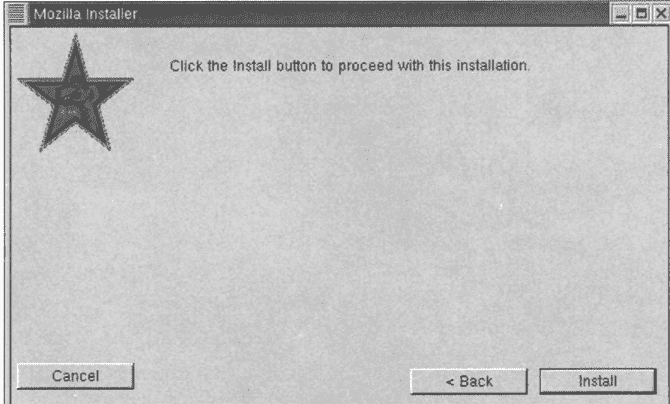 Mozilla Installer
Click the Install button to proceed with this installation.
Cancel
< Back
Install